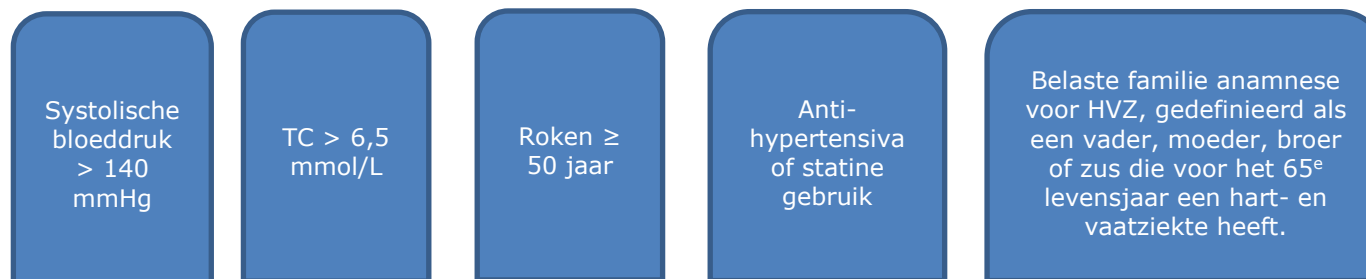 Systolische
bloeddruk
> 140
mmHg
TC > 6,5
mmol/L
Roken ≥
50 jaar
Anti-
hypertensiva
of statine
gebruik
Belaste familie anamnese
voor HVZ, gedefinieerd als
een vader, moeder, broer
of zus die voor het 65e
levensjaar een hart- en
vaatziekte heeft.